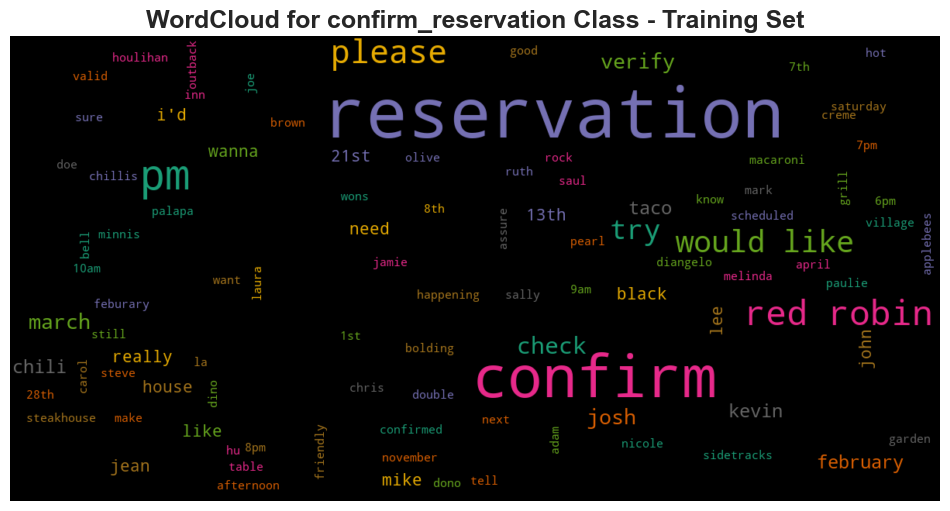 WordCloud for confirm_reservation Class - Training Set
please
good
hot
houlihan
outback
verify
7th
valid
joe
inn
reservation
saturday
creme
sure
i'd
brown
7pm
wanna
21st
olive
rock
macaroni
doe
chillis
pm
ruth
saul
mark
grill
know
6pm
palapa
wons
8th
assure
13th
taco
scheduled
village
applebees
bell
minnis
need
pearl
try
would like
10am
jamie
diangelo
melinda
april
want
laura
paulie
feburary
happening
sally
9am
black
red robin
march
still
1st
lee
john
really
la
bolding
check
chili
carol
steve
house
dino
chris
double
confirm
28th
steakhouse
make
next
josh
kevin
like
confirmed
adam
nicole
garden
hu
8pm
friendly
sidetracks
jean
table
november
february
afternoon
mike
dono
tell